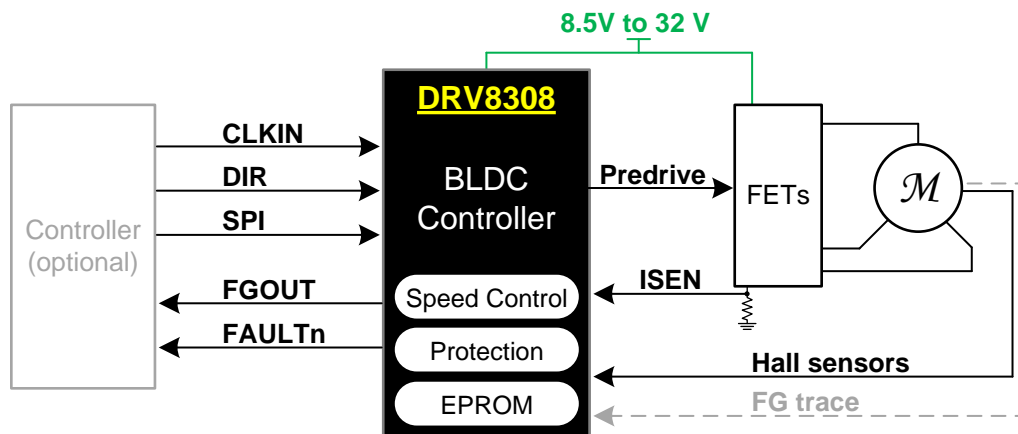 8.5V to 32 V
DRV8308
BLDC
Controller
Controller
(optional)
CLKIN
DIR
SPI
FGOUT
FAULTn
Speed Control
Protection
EPROM
Predrive
FETs
M
ISEN
Hall sensors
FG trace